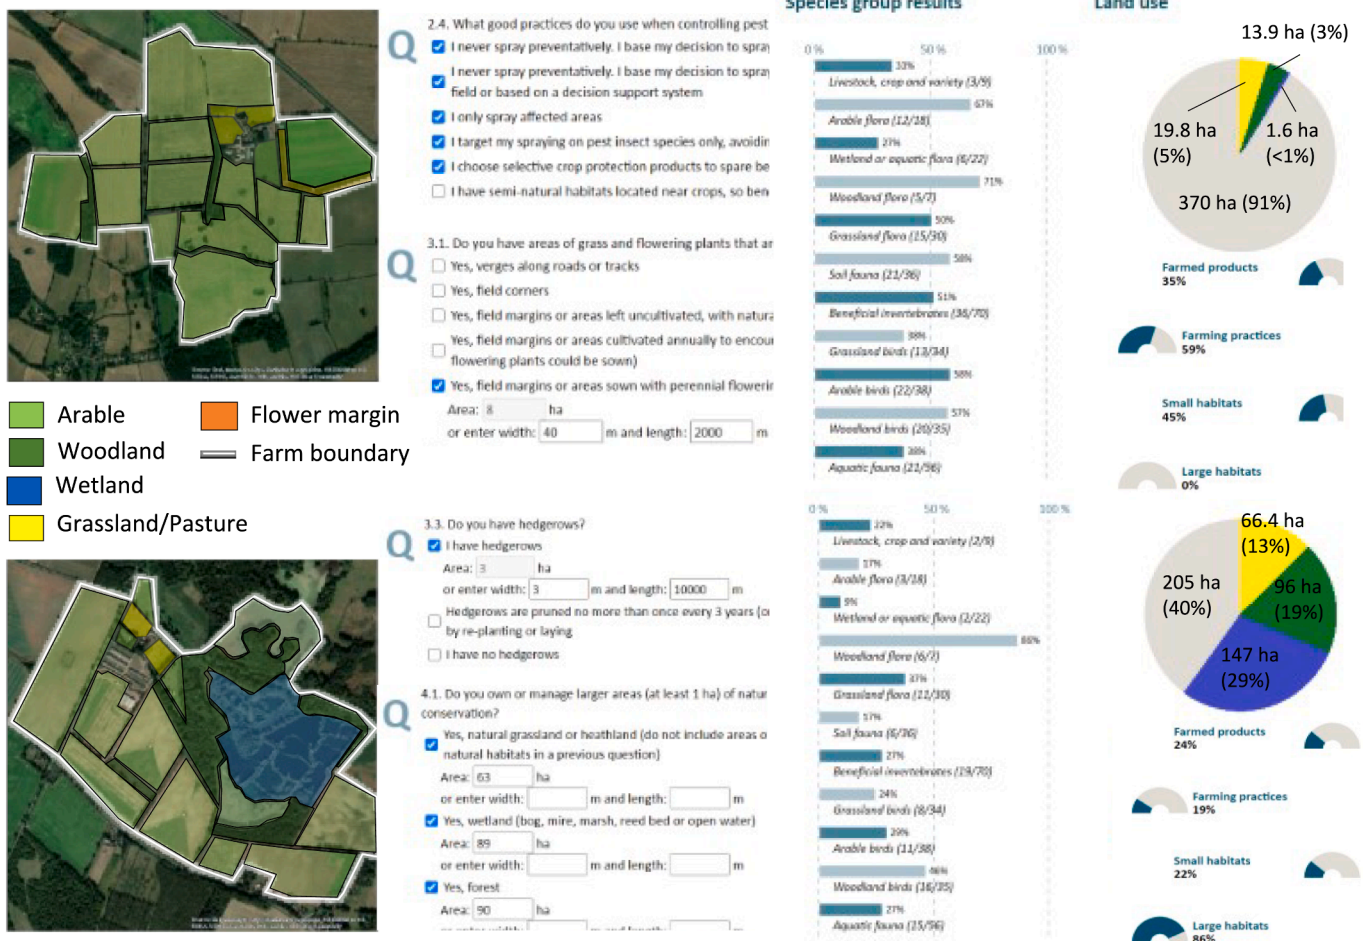 Arable
Woodland
Wetland
Grassland/Pasture
Flower margin
Farm boundary
Q
2.4. What good practices do you use when controlling pest
I never spray preventatively. I base my decision to spray
I never spray preventatively. I base my decision to spray
field or based on a decision support system
I only spray affected areas
I target my spraying on pest insect species only, avoidin
I choose selective crop protection products to spare be
I have semi-natural habitats located near crops, so ben
Q
3.1. Do you have areas of grass and flowering plants that ar
Yes, verges along roads or tracks
Yes, field corners
Yes, field margins or areas left uncultivated, with natura
Yes, field margins or areas cultivated annually to encou
flowering plants could be sown)
Yes, field margins or areas sown with perennial flowerin
Area: 8 ha
or enter width: 40 m and length: 2000 m
Q
3.3. Do you have hedgerows?
I have hedgerows
Area: 3 ha
or enter width: 3 m and length: 10000 m
Hedgerows are pruned no more than once every 3 years (o
by re-planting or laying
I have no hedgerows
Q
4.1. Do you own or manage larger areas (at least 1 ha) of natur
conservation?
Yes, natural grassland or heathland (do not include areas o
natural habitats in a previous question)
Area: 63 ha
or enter width: m and length: m
Yes, wetland (bog, mire, marsh, reed bed or open water)
Area: 89 ha
or enter width: m and length: m
Yes, forest
Area: 90 ha
Species group results
0% 50% 100%
33%
Livestock, crop and variety (3/9)
67%
Arable flora (12/18)
27%
Wetland or aquatic flora (6/22)
71%
Woodland flora (5/7)
50%
Grassland flora (15/30)
58%
Soil fauna (21/36)
51%
Beneficial invertebrates (36/70)
38%
Grassland birds (13/34)
58%
Arable birds (22/38)
57%
Woodland birds (20/35)
38%
Aquatic fauna (21/56)
0% 50% 100%
22%
Livestock, crop and variety (2/9)
17%
Arable flora (3/18)
9%
Wetland or aquatic flora (2/22)
86%
Woodland flora (6/7)
37%
Grassland flora (11/30)
17%
Soil fauna (6/36)
27%
Beneficial invertebrates (19/70)
24%
Grassland birds (8/34)
29%
Arable birds (11/38)
46%
Woodland birds (16/35)
27%
Aquatic fauna (15/56)
Land use
13.9 ha (3%)
19.8 ha
(5%)
1.6 ha
(<1%)
370 ha (91%)
Farmed products
35%
Farming practices
59%
Small habitats
45%
Large habitats
0%
66.4 ha
(13%)
205 ha
(40%)
96 ha
(19%)
147 ha
(29%)
Farmed products
24%
Farming practices
19%
Small habitats
22%
Large habitats
86%